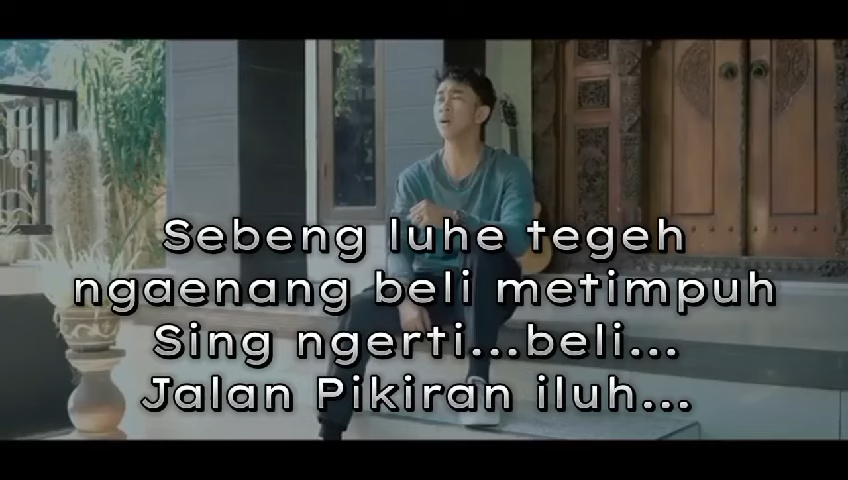 Sebeng luhe tegeh
ngaenang beli metimpuh
Sing ngerti...beli...
Jalan Pikiran iluh...